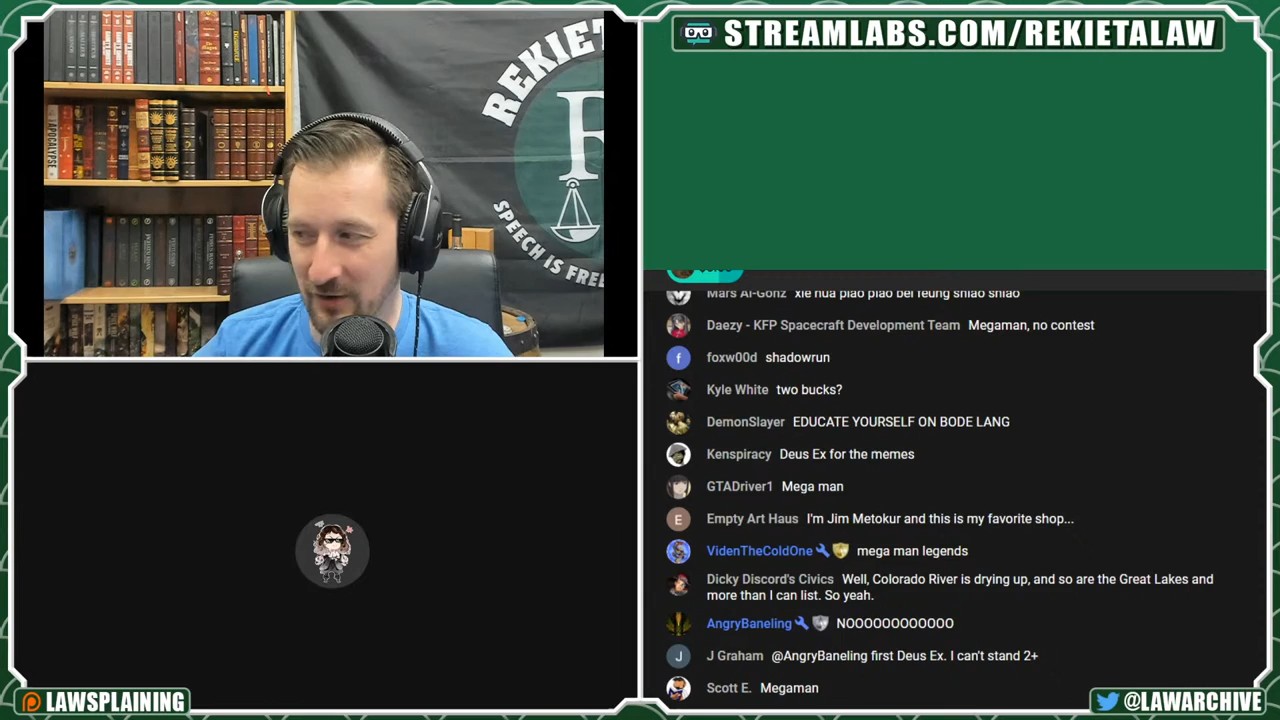 STREAMLABS.COM/REKIETALAW
REKIETA
R
SPEECH IS FREE
APOCALYPSE
Mars Al-Gonz xie hua piao piao bei feung shiao shiao
Daezy - KFP Spacecraft Development Team Megaman, no contest
foxw00d shadowrun
Kyle White two bucks?
DemonSlayer EDUCATE YOURSELF ON BODE LANG
Kenspiracy Deus Ex for the memes
GTADriver1 Mega man
Empty Art Haus I'm Jim Metokur and this is my favorite shop...
VidenTheColdOne mega man legends
Dicky Discord's Civics Well, Colorado River is drying up, and so are the Great Lakes and
more than I can list. So yeah.
AngryBaneling NOOOOOOOOOOOO
J Graham @AngryBaneling first Deus Ex. I can't stand 2+
Scott E. Megaman
LAWSPLAINING
@LAWARCHIVE